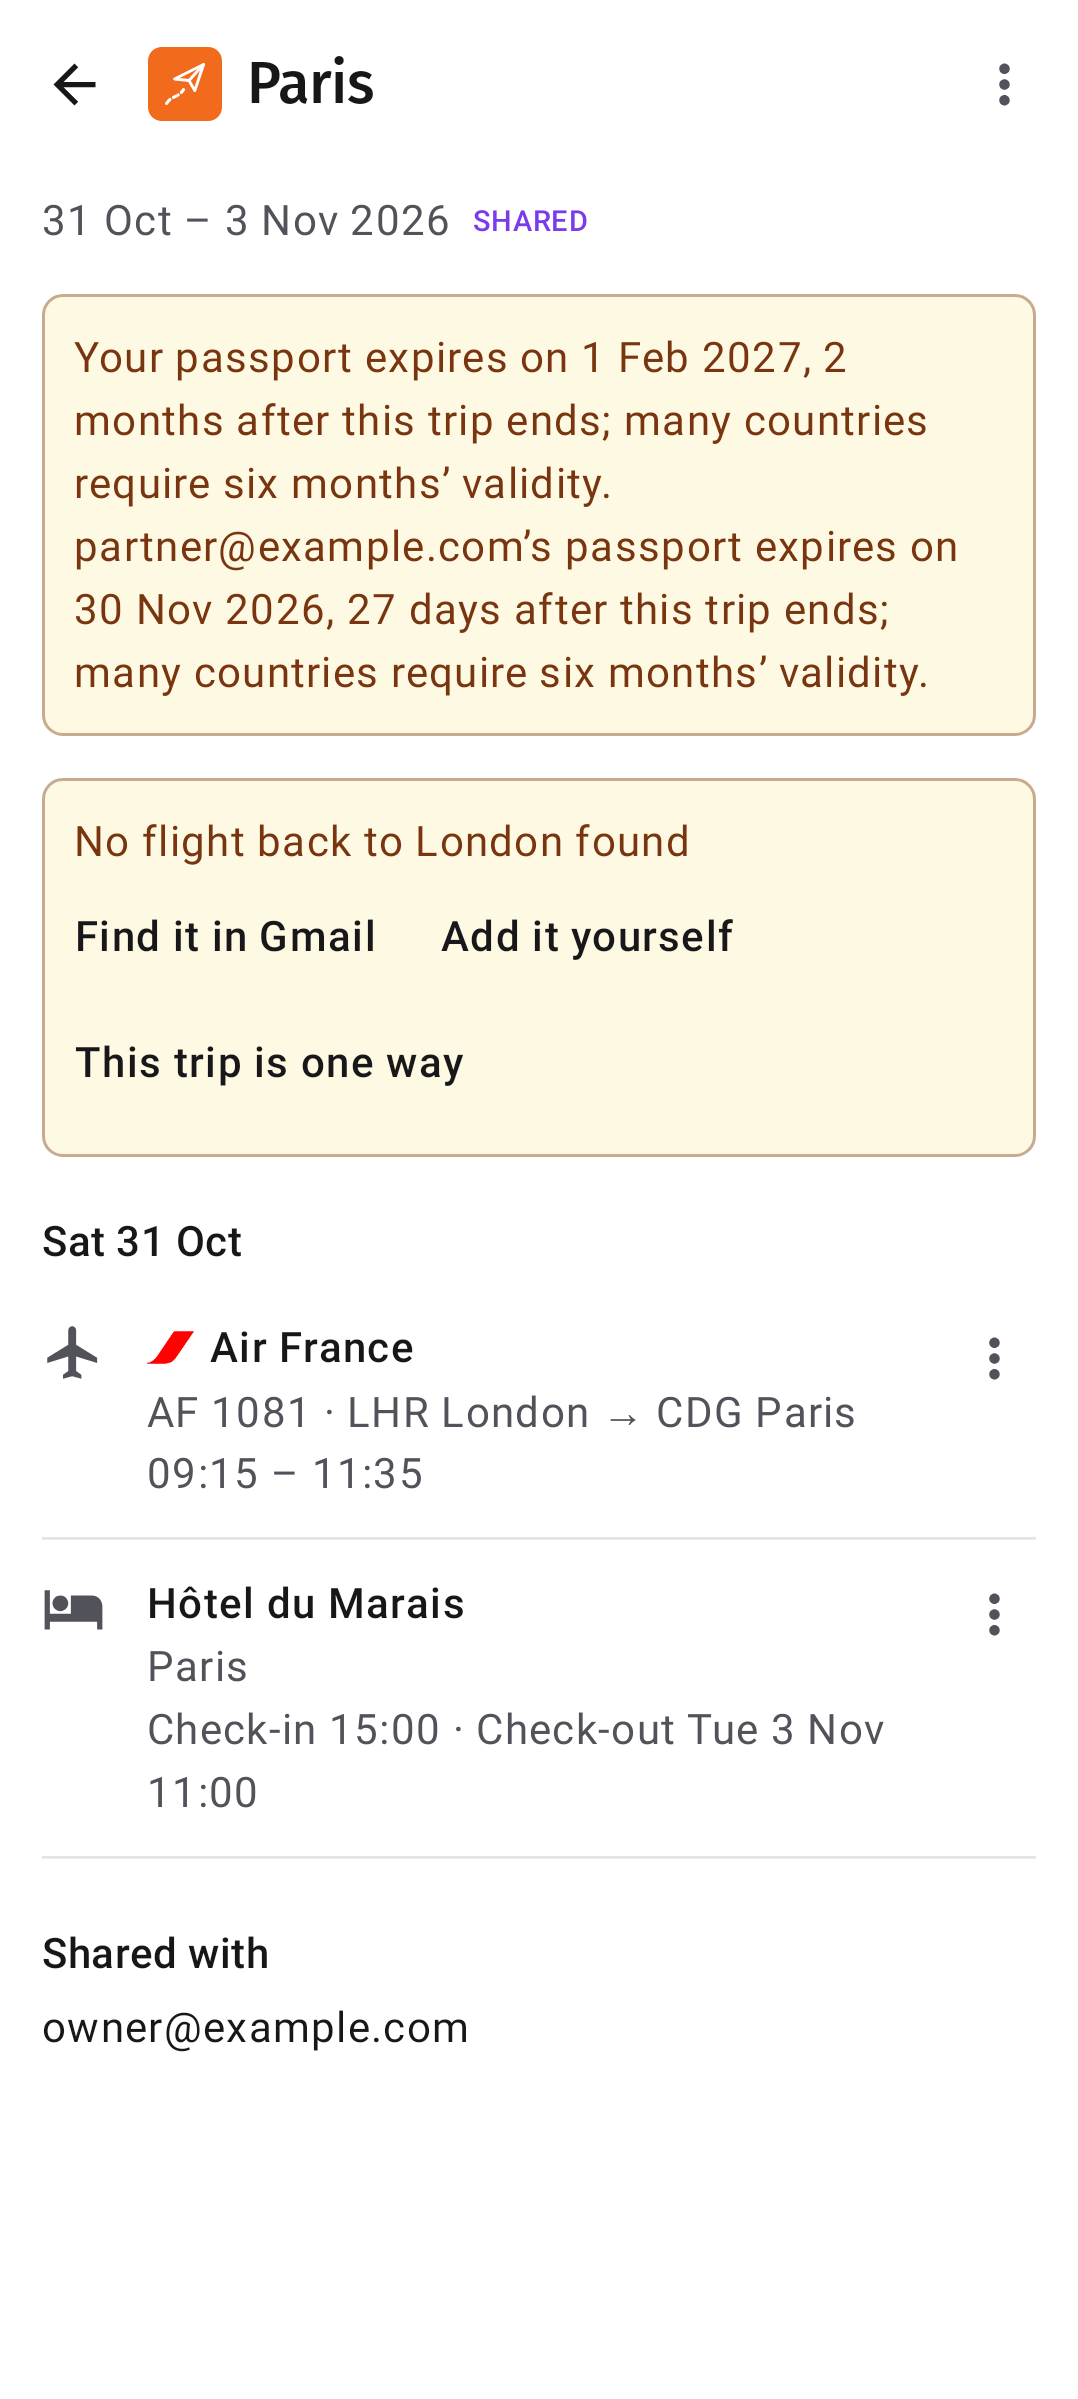 Paris
31 Oct – 3 Nov 2026 SHARED
Your passport expires on 1 Feb 2027, 2
months after this trip ends; many countries
require six months’ validity.
partner@example.com’s passport expires on
30 Nov 2026, 27 days after this trip ends;
many countries require six months’ validity.
No flight back to London found
Find it in Gmail Add it yourself
This trip is one way
Sat 31 Oct
Air France
AF 1081 · LHR London → CDG Paris
09:15 – 11:35
Hôtel du Marais
Paris
Check-in 15:00 · Check-out Tue 3 Nov
11:00
Shared with
owner@example.com